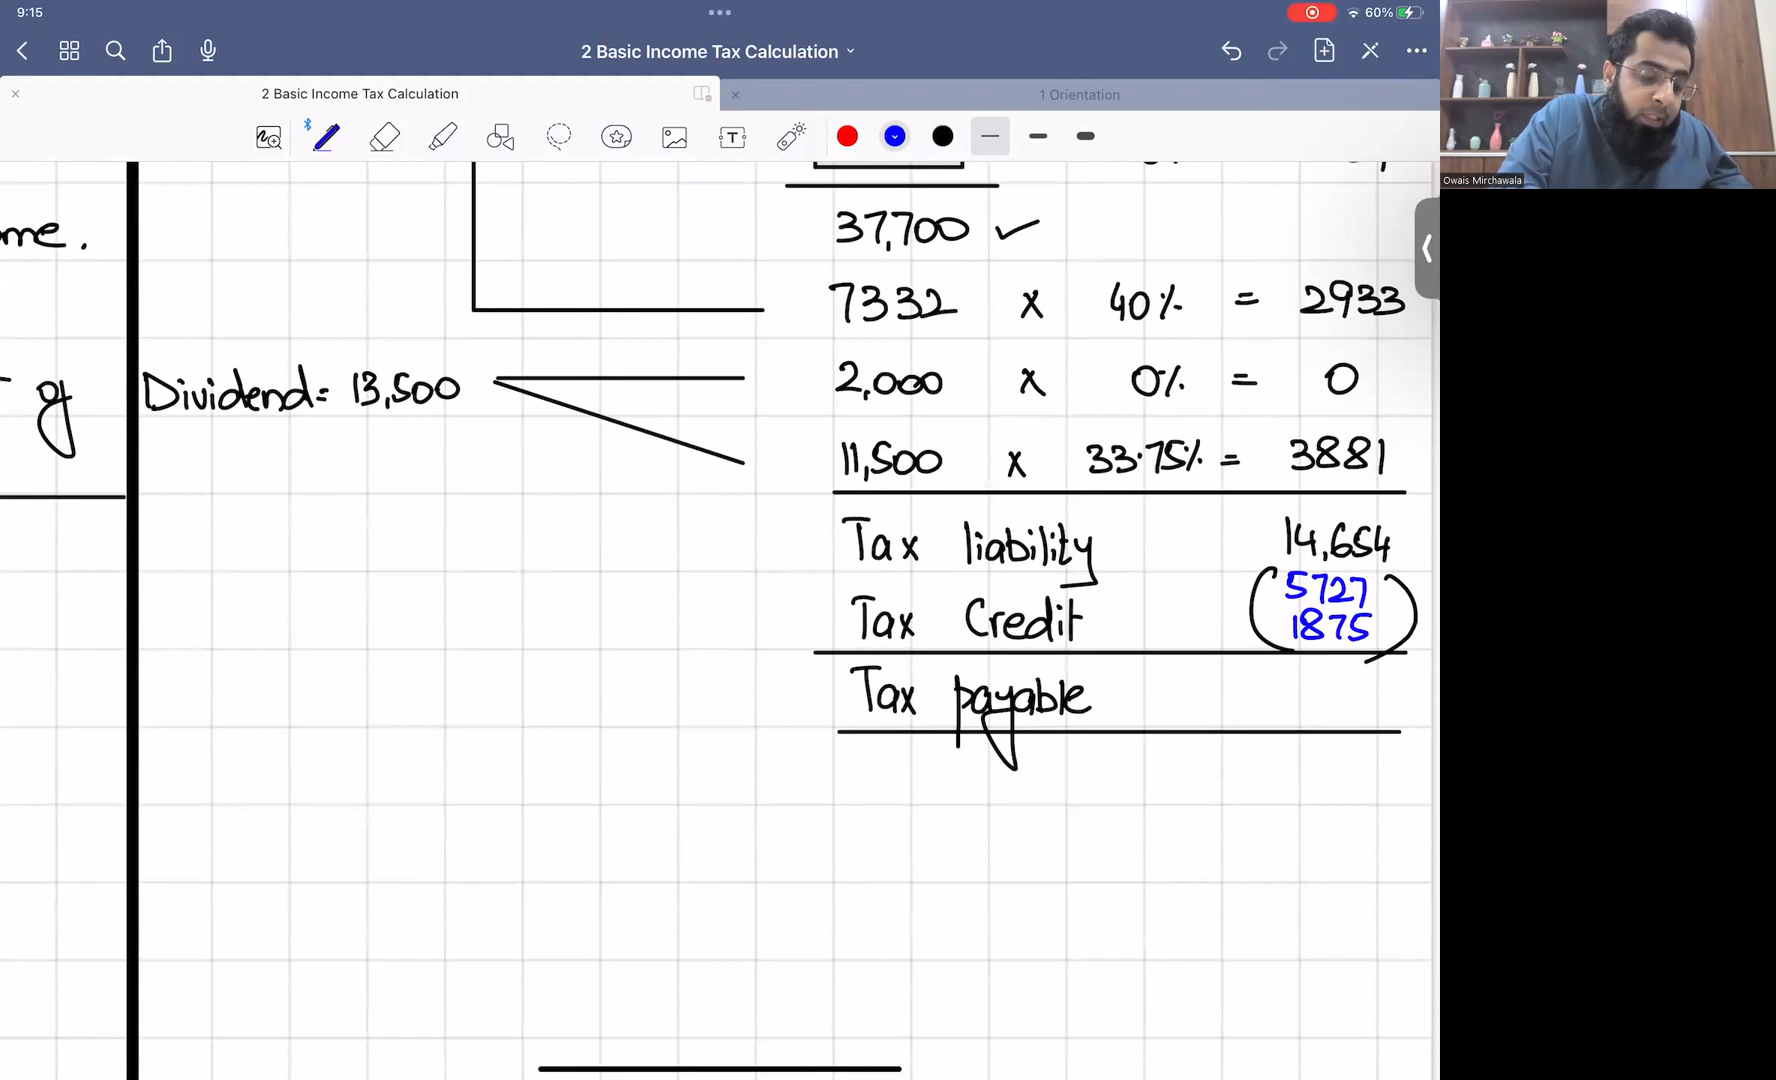 9:15
60%
2 Basic Income Tax Calculation
2 Basic Income Tax Calculation
1 Orientation
T
Owais Mirchawala
37,700 ✓
me.
7332 x 40% = 2933
2,000 x 0% = 0
of
Dividend = 13,500
11,500 x 33.75% = 3881
Tax liability 14,654
(5727
Tax Credit 1875)
Tax payable